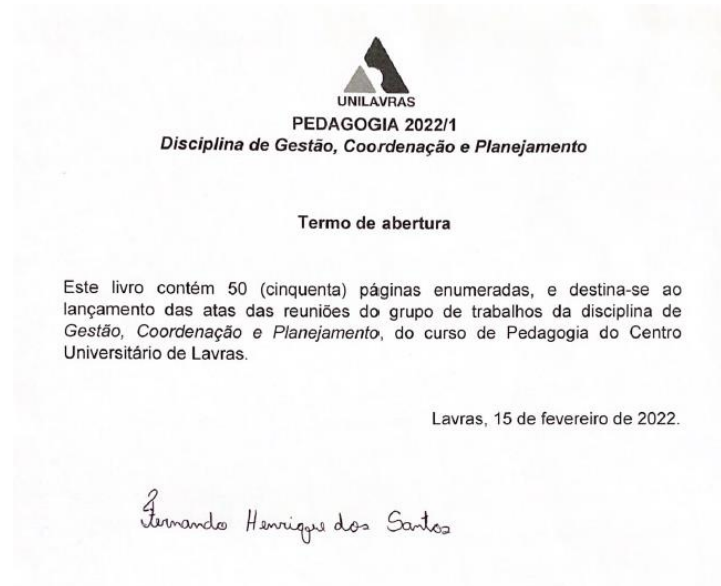 UNILAVRAS
PEDAGOGIA 2022/1
Disciplina de Gestão, Coordenação e Planejamento
Termo de abertura
Este livro contém 50 (cinquenta) páginas enumeradas, e destina-se ao
lançamento das atas das reuniões do grupo de trabalhos da disciplina de
Gestão, Coordenação e Planejamento, do curso de Pedagogia do Centro
Universitário de Lavras.
Lavras, 15 de fevereiro de 2022.
Fernando Henrique dos Santos